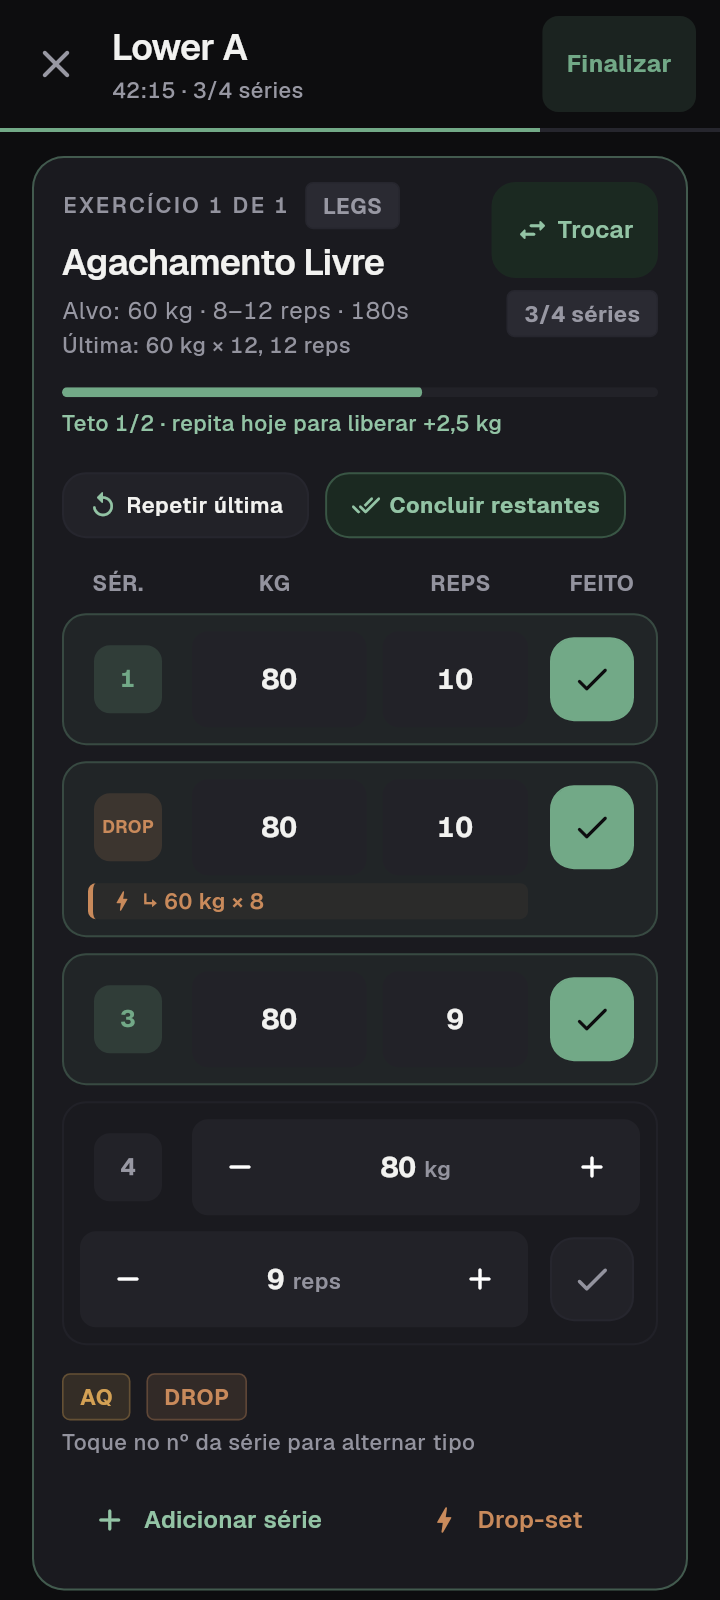 Lower A
42:15 · 3/4 séries
Finalizar
EXERCÍCIO 1 DE 1
LEGS
Trocar
Agachamento Livre
3/4 séries
Alvo: 60 kg · 8–12 reps · 180s
Última: 60 kg × 12, 12 reps
Teto 1/2 · repita hoje para liberar +2,5 kg
Repetir última
Concluir restantes
SÉR. KG REPS FEITO
1 80 10
DROP 80 10
↳ 60 kg × 8
3 80 9
4 − 80 kg +
− 9 reps +
AQ DROP
Toque no nº da série para alternar tipo
+ Adicionar série
Drop-set